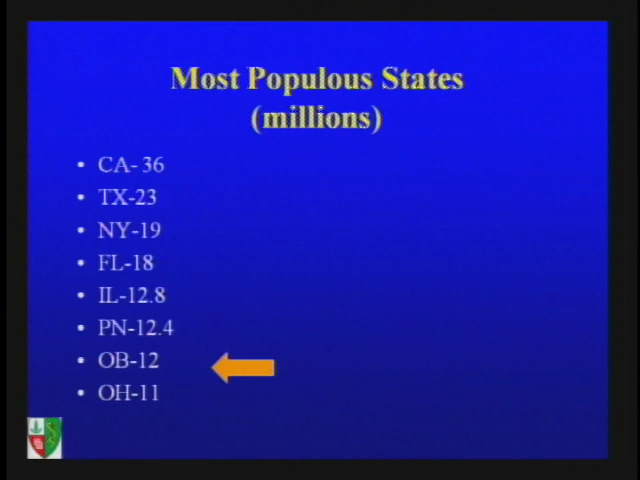 Most Populous States
(millions)
• CA- 36
• TX-23
• NY-19
• FL-18
• IL-12.8
• PN-12.4
• OB-12
• OH-11